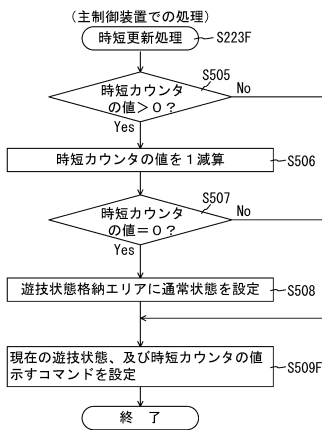 (主制御装置での処理)
時短更新処理
S223F
S505
時短カウンタ
の値>0?
No
Yes
時短カウンタの値を1減算
S506
S507
時短カウンタ
の値=0?
No
Yes
遊技状態格納エリアに通常状態を設定
S508
現在の遊技状態、及び時短カウンタの値
示すコマンドを設定
S509F
終 了